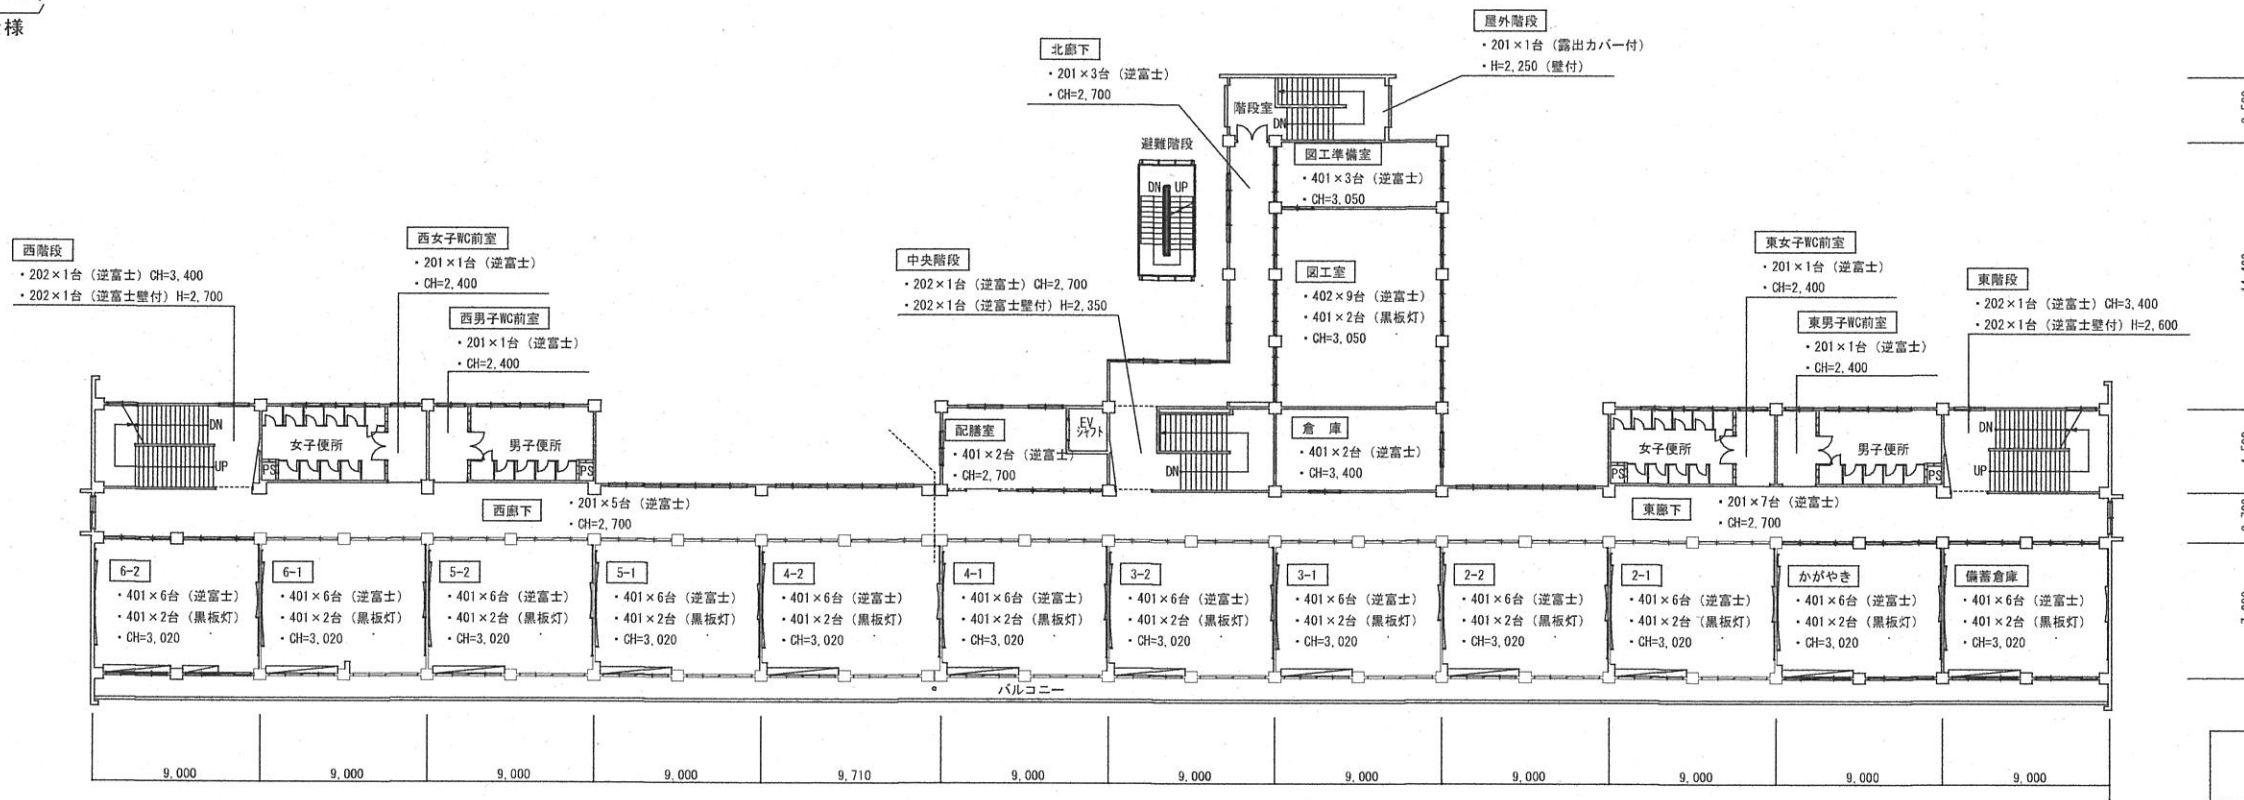 様
屋外階段
・201×1台（露出カバー付）
・H=2,250（壁付）
北廊下
・201×3台（逆富士）
・CH=2,700
階段室
DN
避難階段
DN UP
図工準備室
・401×3台（逆富士）
・CH=3,050
西階段
・202×1台（逆富士）CH=3,400
・202×1台（逆富士壁付）H=2,700
西女子WC前室
・201×1台（逆富士）
・CH=2,400
西男子WC前室
・201×1台（逆富士）
・CH=2,400
中央階段
・202×1台（逆富士）CH=2,700
・202×1台（逆富士壁付）H=2,350
図工室
・402×9台（逆富士）
・401×2台（黒板灯）
・CH=3,050
東女子WC前室
・201×1台（逆富士）
・CH=2,400
東男子WC前室
・201×1台（逆富士）
・CH=2,400
東階段
・202×1台（逆富士）CH=3,400
・202×1台（逆富士壁付）H=2,600
DN
UP
女子便所
PS
男子便所
PS
配膳室
・401×2台（逆富士）
・CH=2,700
EV
シャフト
DN
倉　庫
・401×2台（逆富士）
・CH=3,400
女子便所
PS
男子便所
PS
DN
UP
西廊下
・201×5台（逆富士）
・CH=2,700
東廊下
・201×7台（逆富士）
・CH=2,700
6-2
・401×6台（逆富士）
・401×2台（黒板灯）
・CH=3,020
6-1
・401×6台（逆富士）
・401×2台（黒板灯）
・CH=3,020
5-2
・401×6台（逆富士）
・401×2台（黒板灯）
・CH=3,020
5-1
・401×6台（逆富士）
・401×2台（黒板灯）
・CH=3,020
4-2
・401×6台（逆富士）
・401×2台（黒板灯）
・CH=3,020
4-1
・401×6台（逆富士）
・401×2台（黒板灯）
・CH=3,020
3-2
・401×6台（逆富士）
・401×2台（黒板灯）
・CH=3,020
3-1
・401×6台（逆富士）
・401×2台（黒板灯）
・CH=3,020
2-2
・401×6台（逆富士）
・401×2台（黒板灯）
・CH=3,020
2-1
・401×6台（逆富士）
・401×2台（黒板灯）
・CH=3,020
かがやき
・401×6台（逆富士）
・401×2台（黒板灯）
・CH=3,020
備蓄倉庫
・401×6台（逆富士）
・401×2台（黒板灯）
・CH=3,020
バルコニー
9,000 9,000 9,000 9,000 9,710 9,000 9,000 9,000 9,000 9,000 9,000 9,000